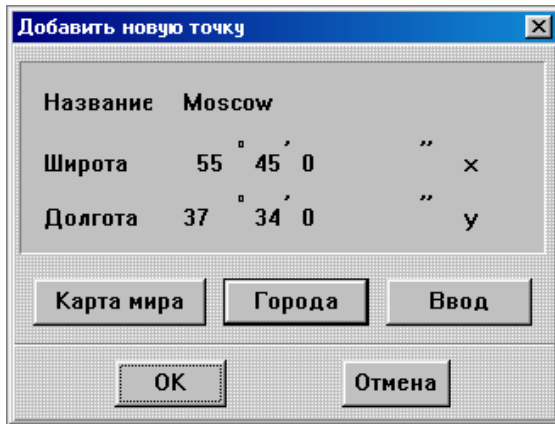 Добавить новую точку
Название Moscow
Широта 55 ° 45 ′ 0 ″ x
Долгота 37 ° 34 ′ 0 ″ y
Карта мира Города Ввод
OK Отмена